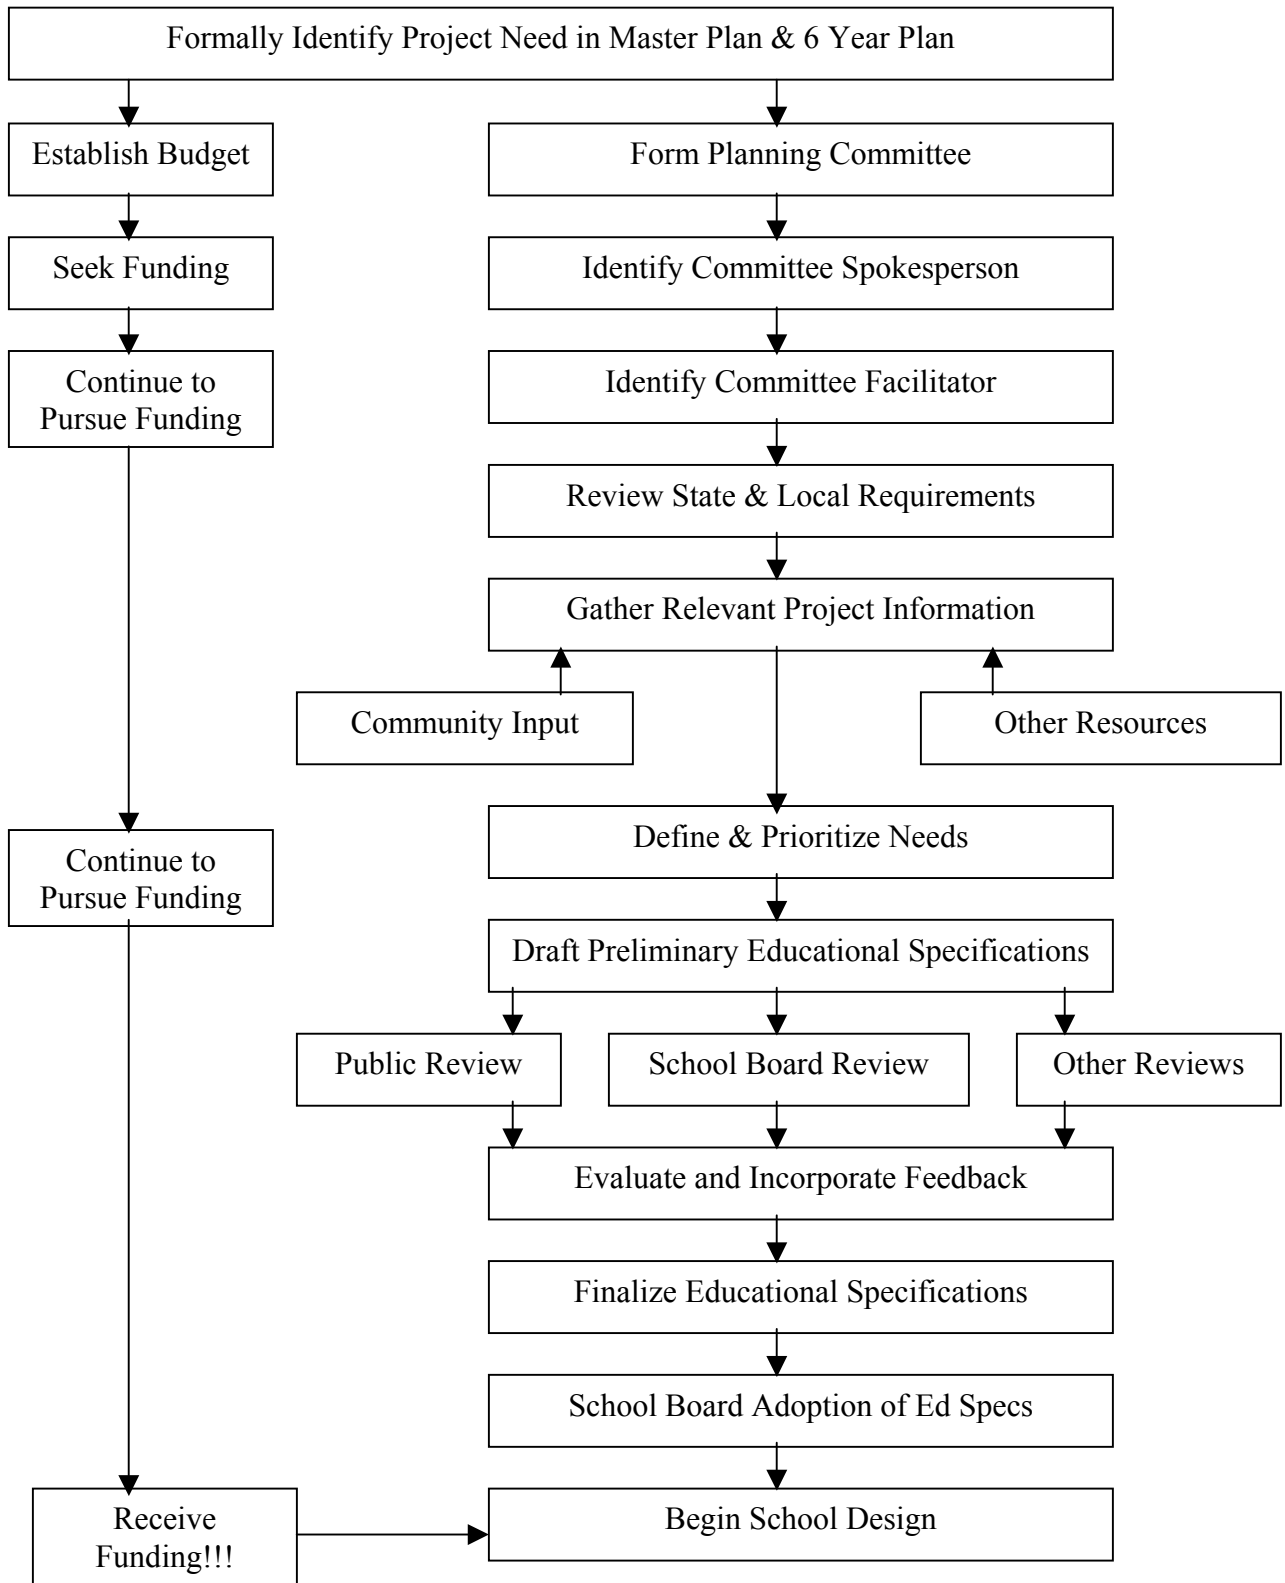 Formally Identify Project Need in Master Plan & 6 Year Plan
Establish Budget
Form Planning Committee
Seek Funding
Identify Committee Spokesperson
Continue to
Pursue Funding
Identify Committee Facilitator
Review State & Local Requirements
Gather Relevant Project Information
Community Input
Other Resources
Define & Prioritize Needs
Continue to
Pursue Funding
Draft Preliminary Educational Specifications
Public Review
School Board Review
Other Reviews
Evaluate and Incorporate Feedback
Finalize Educational Specifications
School Board Adoption of Ed Specs
Receive
Funding!!!
Begin School Design